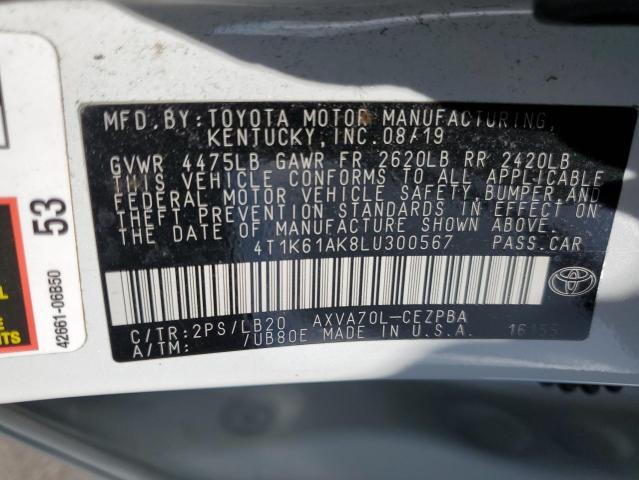 MFD. BY: TOYOTA MOTOR MANUFACTURING,
KENTUCKY, INC. 08/19
GVWR 4475LB GAWR FR 2620LB RR 2420LB
THIS VEHICLE CONFORMS TO ALL APPLICABLE
FEDERAL MOTOR VEHICLE SAFETY, BUMPER AND
THEFT PREVENTION STANDARDS IN EFFECT ON
THE DATE OF MANUFACTURE SHOWN ABOVE.
4T1K61AK8LU300567 PASS.CAR
C/TR: 2PS/LB20 AXVA70L-CEZPBA
A/TM: /UB80E MADE IN U.S.A.
TOYOTA
53
42661-06B50